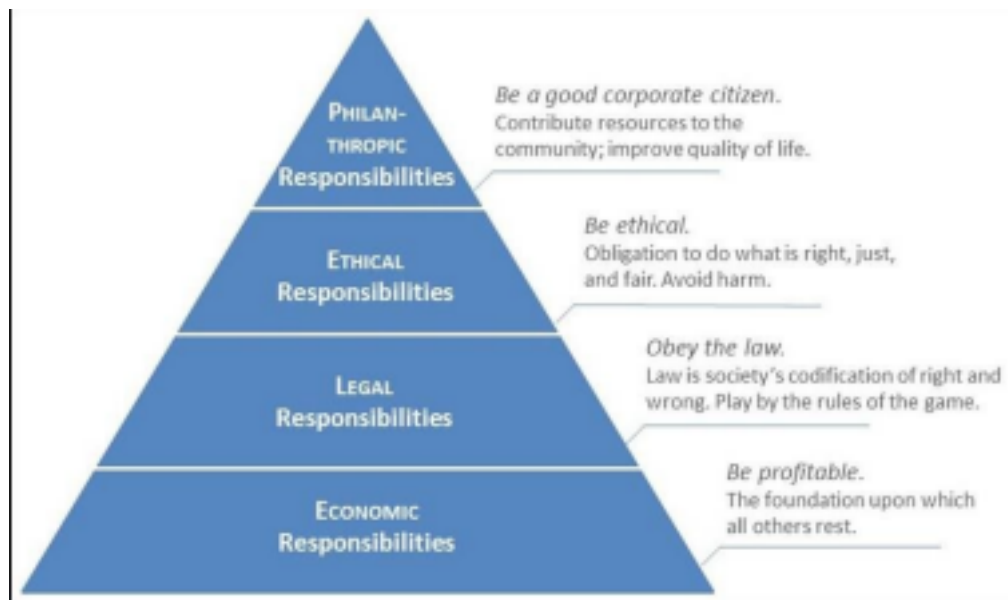 PHILAN-
THROPIC
Responsibilities
Be a good corporate citizen.
Contribute resources to the
community; improve quality of life.
ETHICAL
Responsibilities
Be ethical.
Obligation to do what is right, just,
and fair. Avoid harm.
LEGAL
Responsibilities
Obey the law.
Law is society's codification of right and
wrong. Play by the rules of the game.
ECONOMIC
Responsibilities
Be profitable.
The foundation upon which
all others rest.